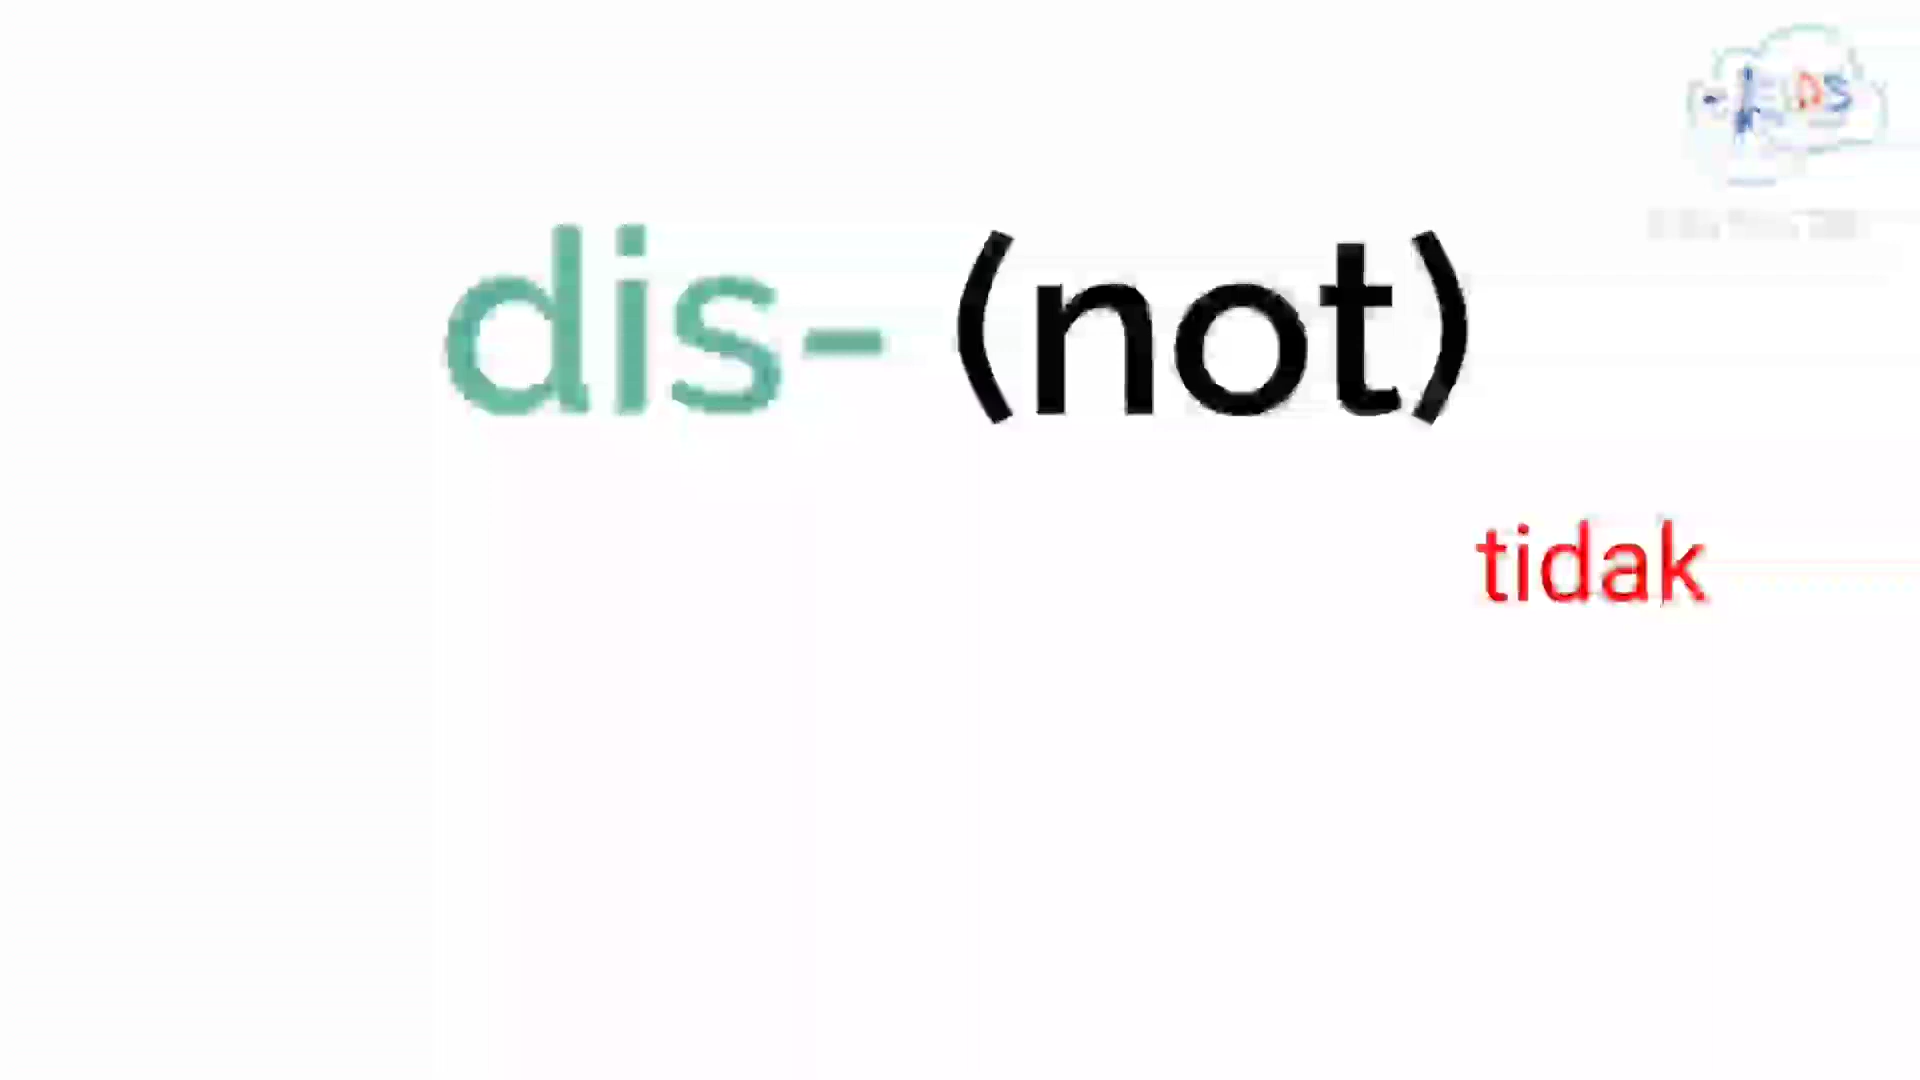 dis- (not)
tidak